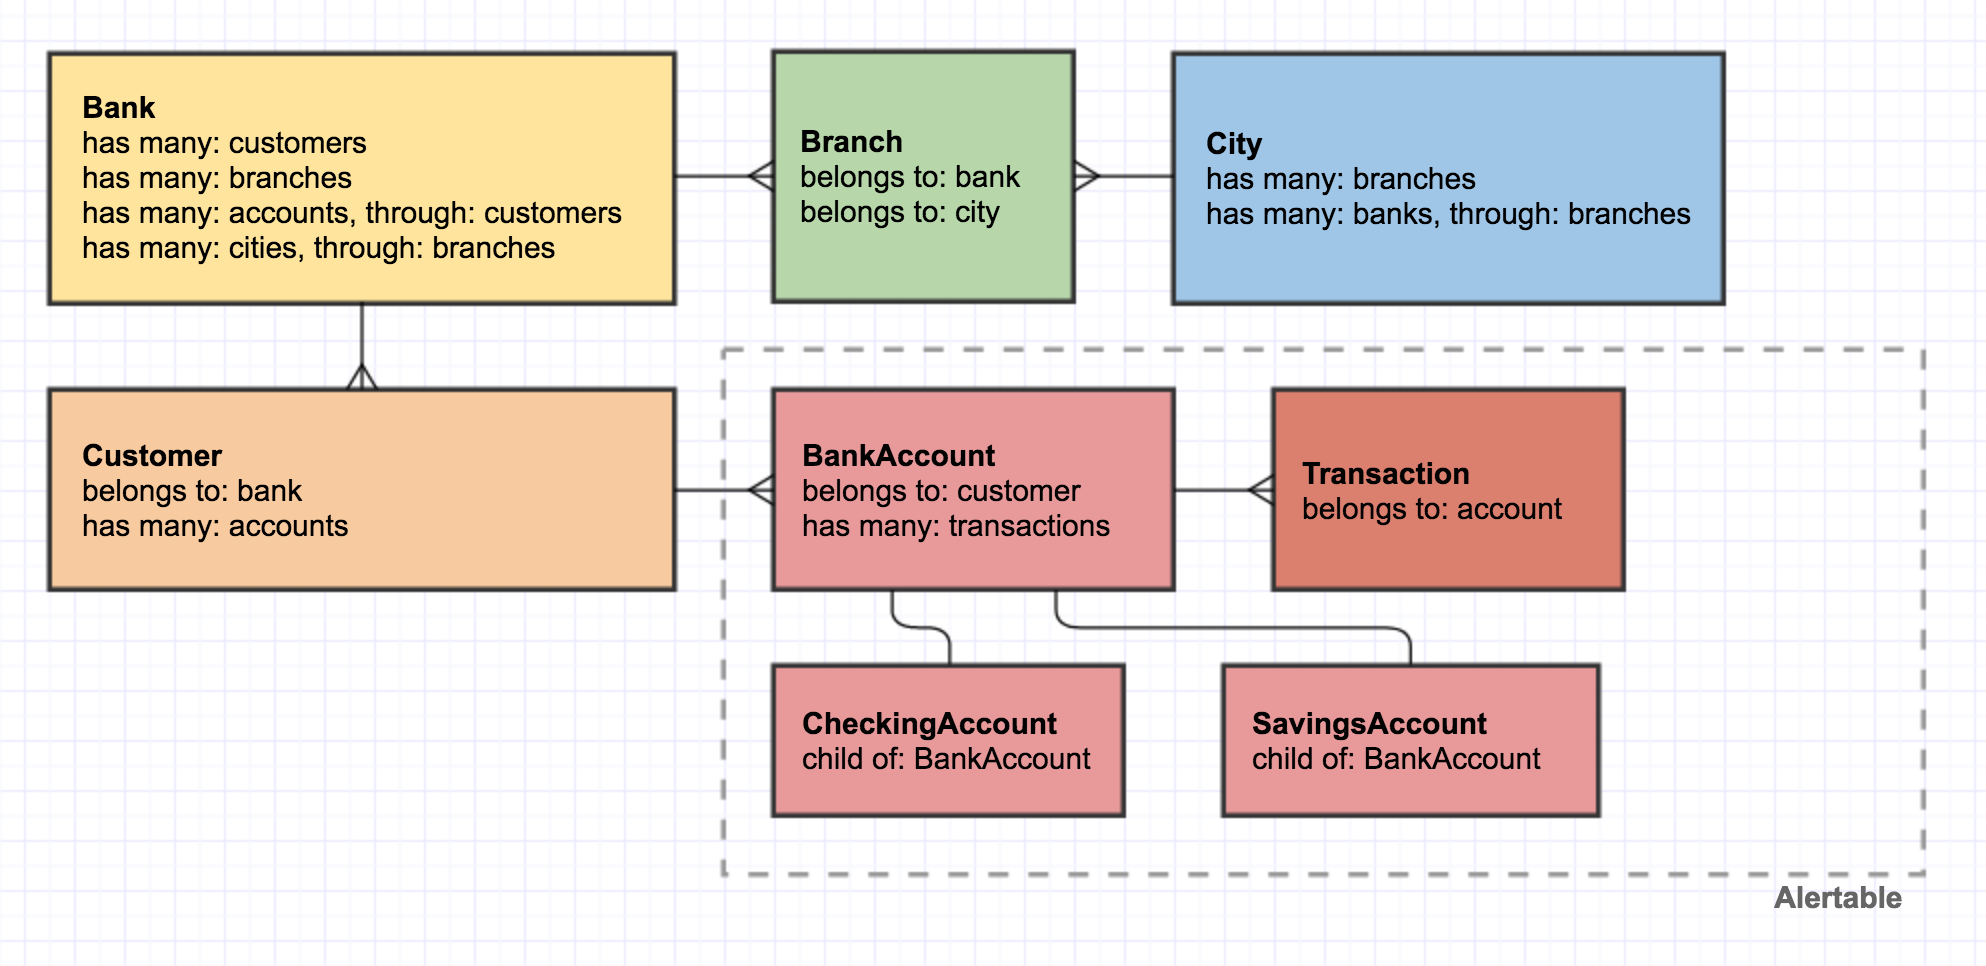 Bank
has many: customers
has many: branches
has many: accounts, through: customers
has many: cities, through: branches
Branch
belongs to: bank
belongs to: city
City
has many: branches
has many: banks, through: branches
Customer
belongs to: bank
has many: accounts
BankAccount
belongs to: customer
has many: transactions
Transaction
belongs to: account
CheckingAccount
child of: BankAccount
SavingsAccount
child of: BankAccount
Alertable